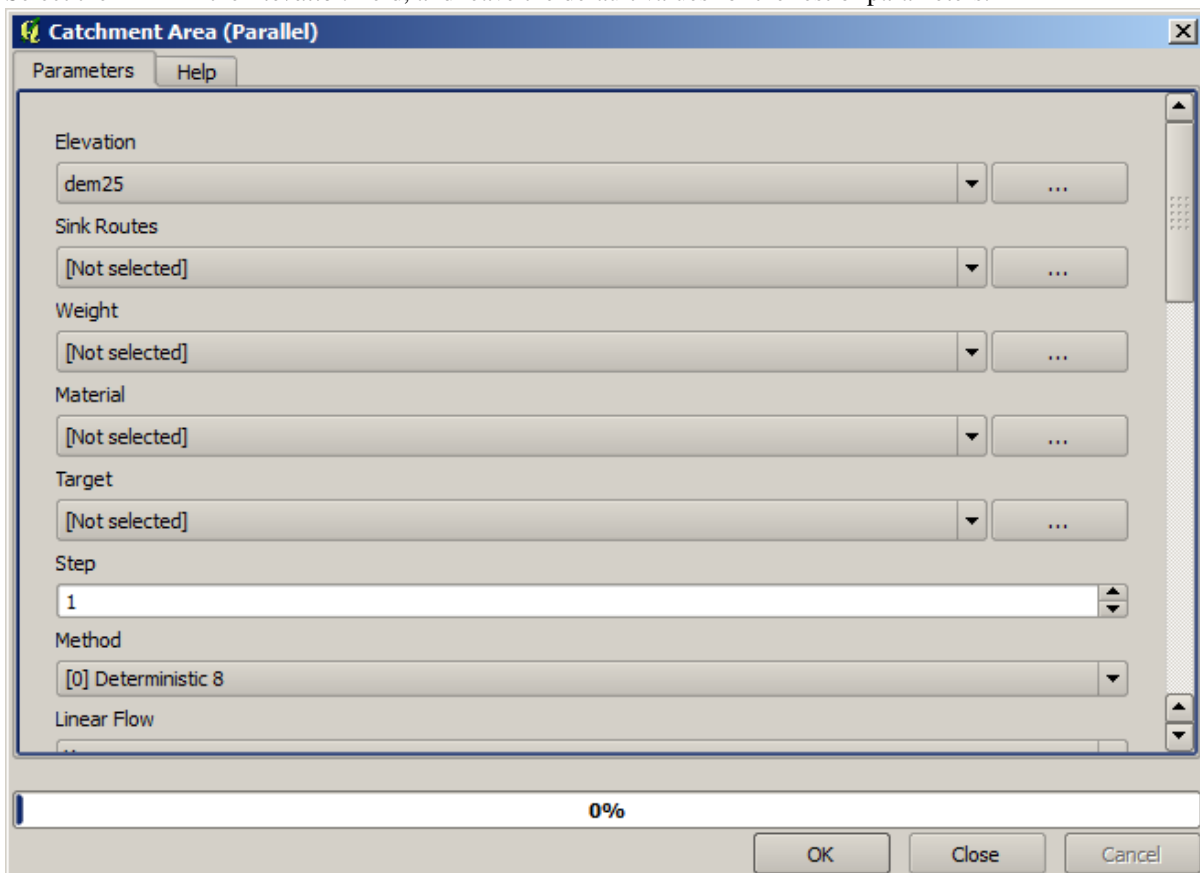 Catchment Area (Parallel)
Parameters Help
Elevation
dem25 ...
Sink Routes
[Not selected] ...
Weight
[Not selected] ...
Material
[Not selected] ...
Target
[Not selected] ...
Step
1
Method
[0] Deterministic 8
Linear Flow
0%
OK Close Cancel